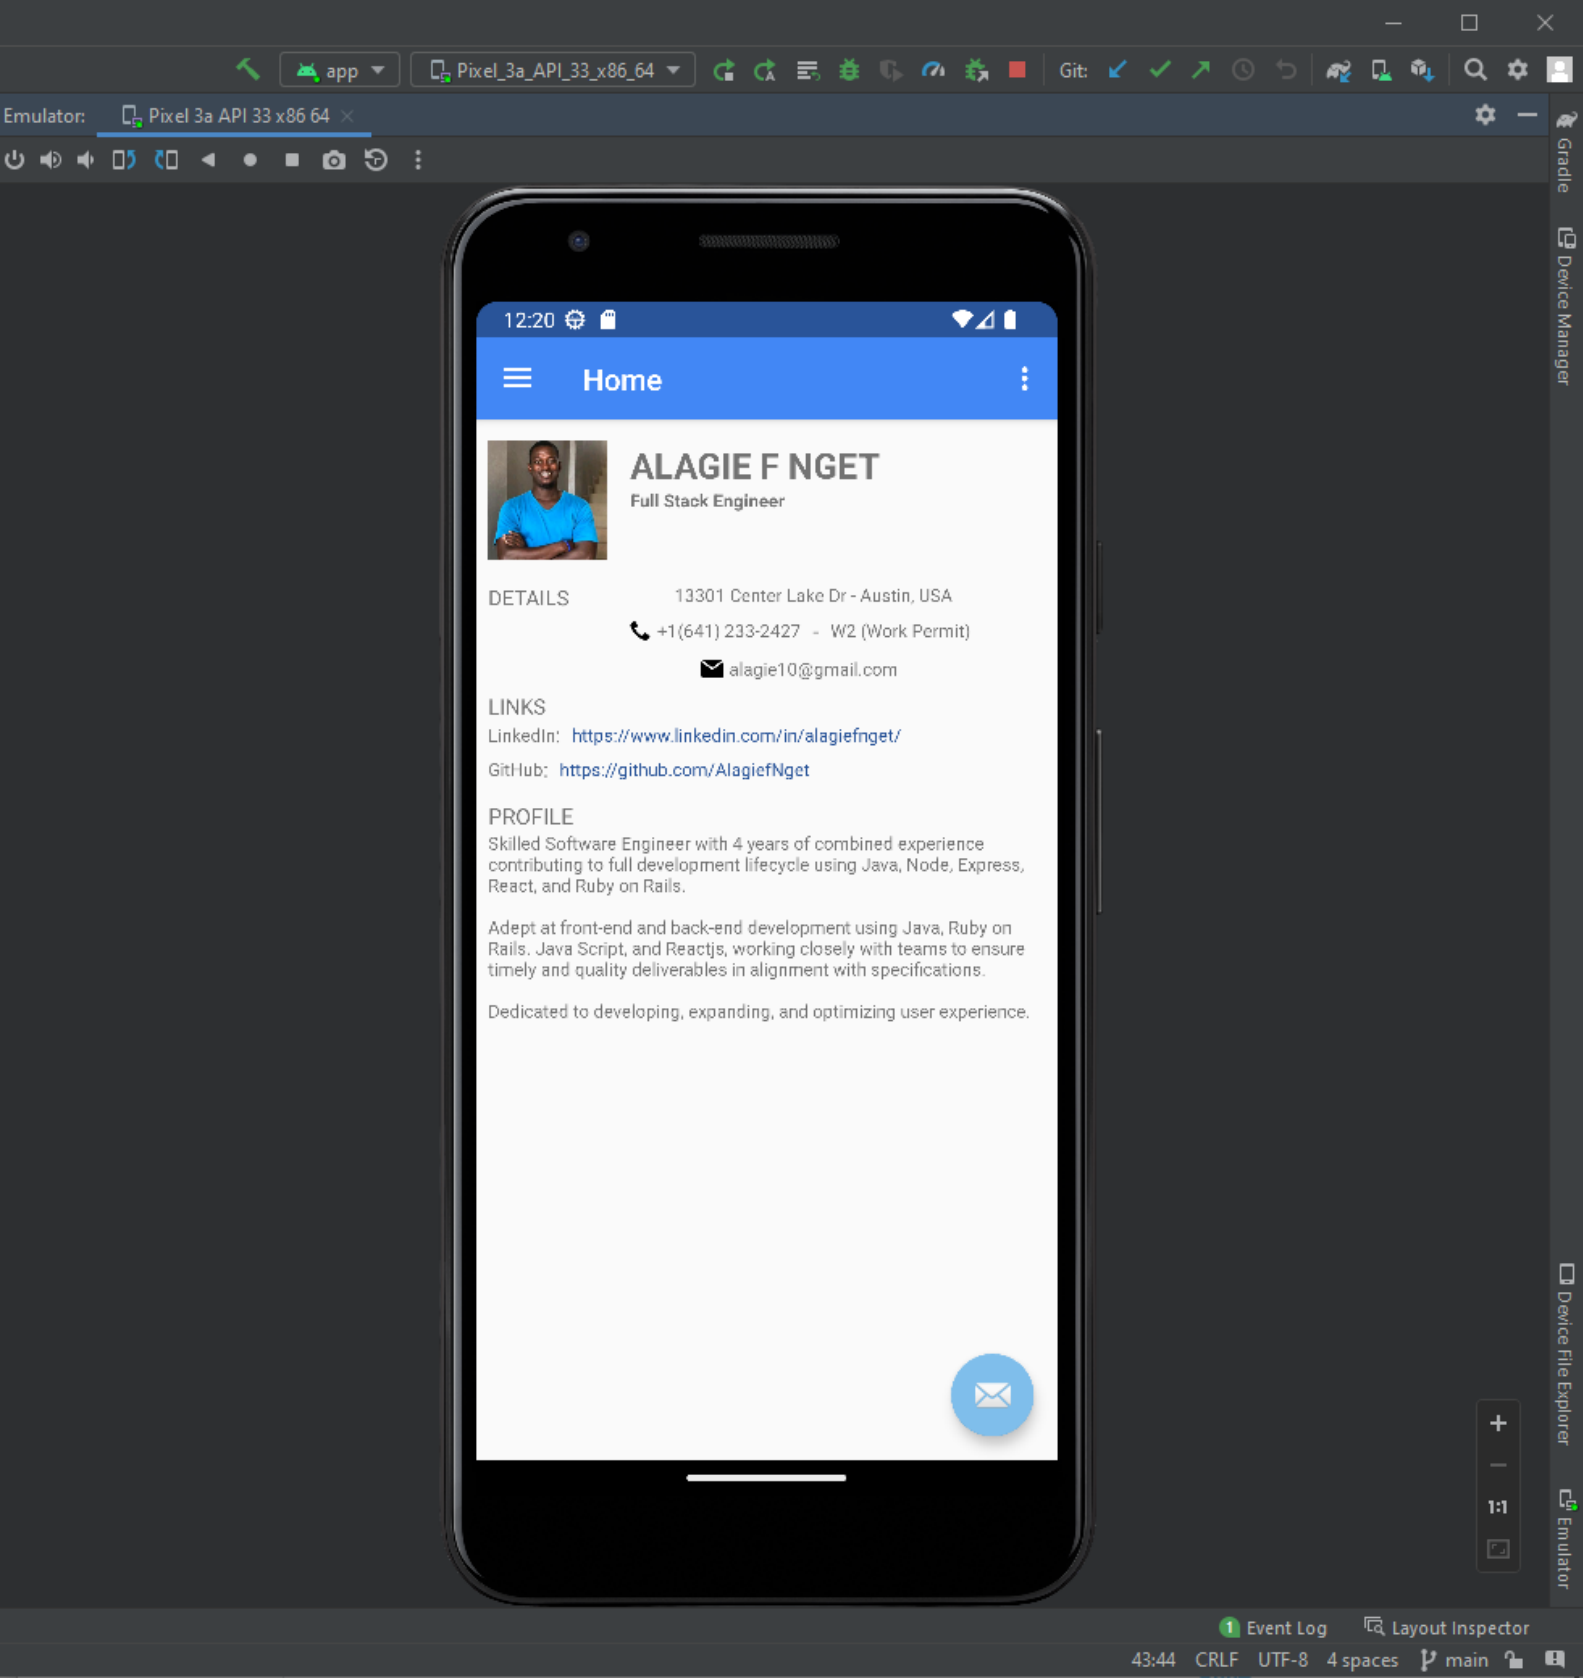 app
Pixel_3a_API_33_x86_64
Git:
Emulator:
Pixel 3a API 33 x86 64
Gradle
Device Manager
12:20
Home
ALAGIE F NGET
Full Stack Engineer
DETAILS
13301 Center Lake Dr - Austin, USA
+1(641) 233-2427 - W2 (Work Permit)
alagie10@gmail.com
LINKS
LinkedIn: https://www.linkedin.com/in/alagiefnget/
GitHub: https://github.com/AlagiefNget
PROFILE
Skilled Software Engineer with 4 years of combined experience
contributing to full development lifecycle using Java, Node, Express,
React, and Ruby on Rails.
Adept at front-end and back-end development using Java, Ruby on
Rails. Java Script, and Reactjs, working closely with teams to ensure
timely and quality deliverables in alignment with specifications.
Dedicated to developing, expanding, and optimizing user experience.
Device File Explorer
1:1
Emulator
1 Event Log
Layout Inspector
43:44 CRLF UTF-8 4 spaces main